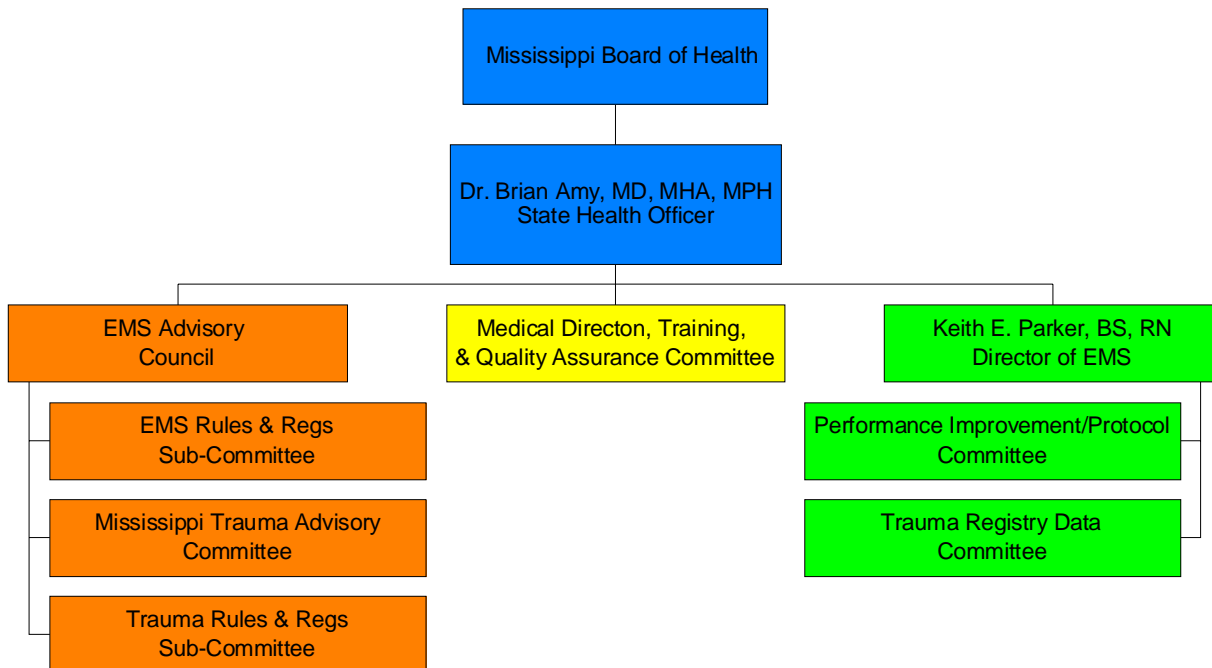 Mississippi Board of Health
Dr. Brian Amy, MD, MHA, MPH
State Health Officer
EMS Advisory
Council
Medical Directon, Training,
& Quality Assurance Committee
Keith E. Parker, BS, RN
Director of EMS
EMS Rules & Regs
Sub-Committee
Performance Improvement/Protocol
Committee
Mississippi Trauma Advisory
Committee
Trauma Registry Data
Committee
Trauma Rules & Regs
Sub-Committee